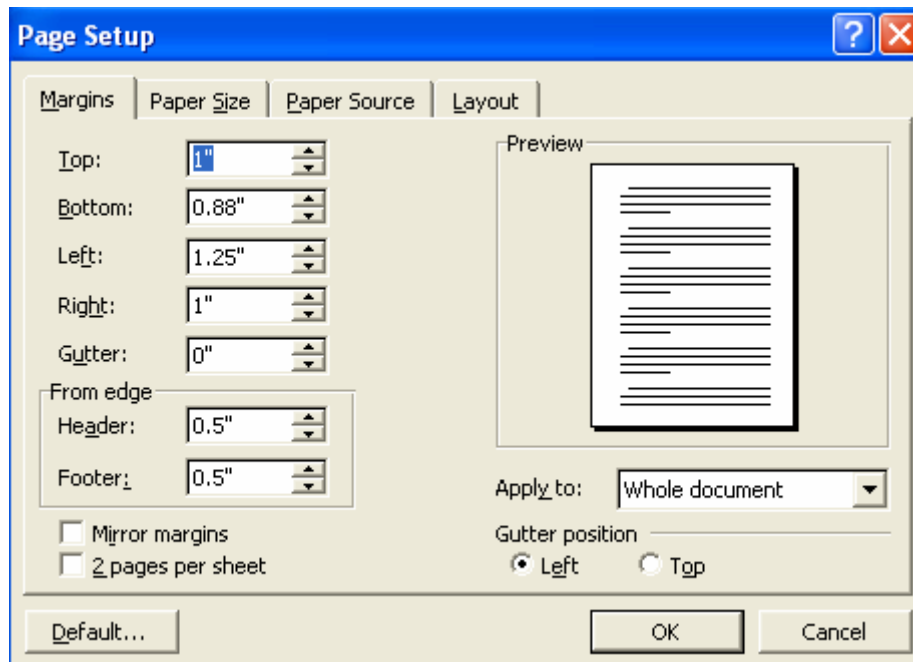 Page Setup
Margins
Paper Size
Paper Source
Layout
Top: 1"
Bottom: 0.88"
Left: 1.25"
Right: 1"
Gutter: 0"
From edge
Header: 0.5"
Footer: 0.5"
Mirror margins
2 pages per sheet
Preview
Apply to: Whole document
Gutter position
Left
Top
Default...
OK
Cancel